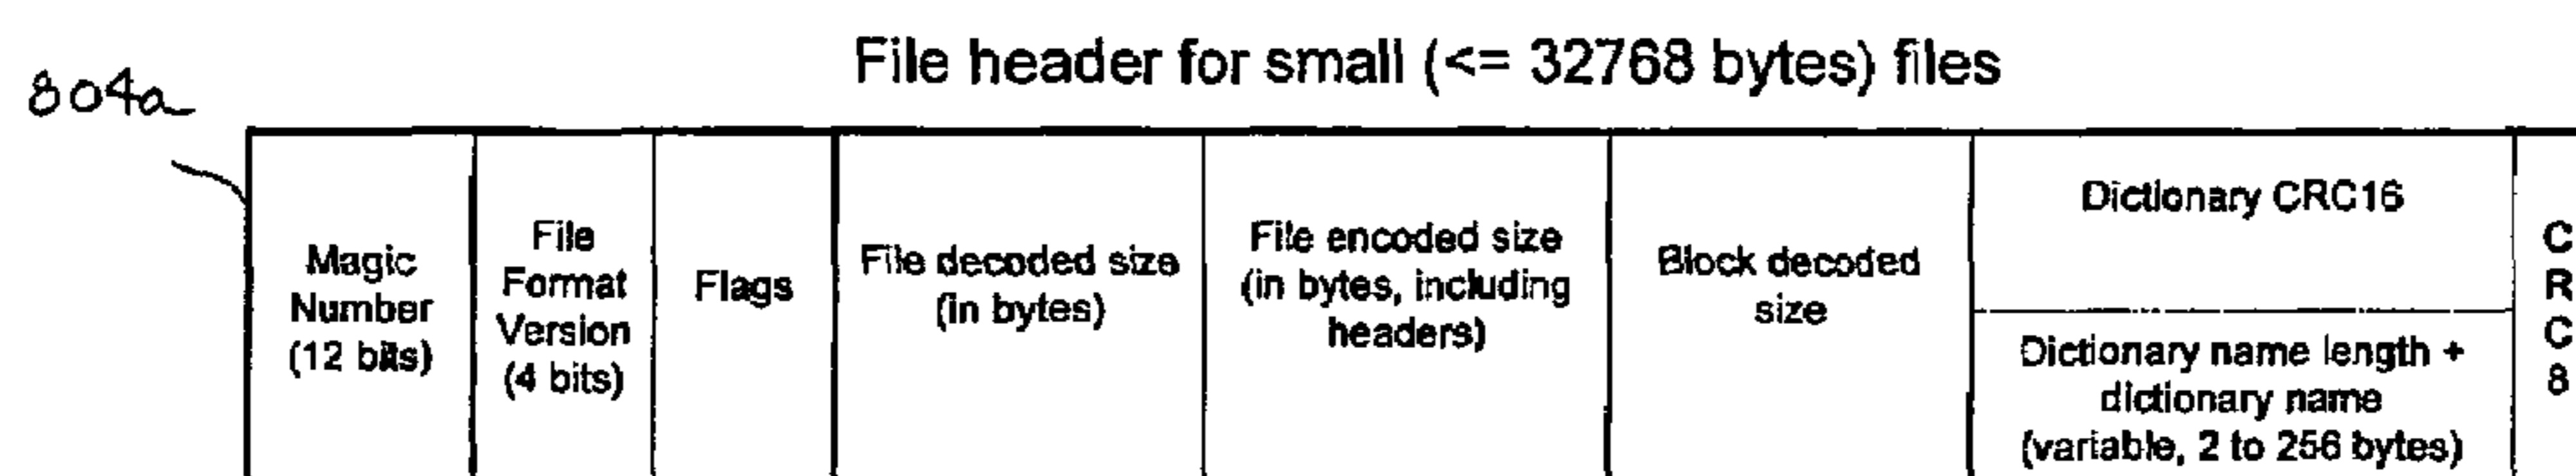 File header for small (<= 32768 bytes) files
804a
Magic
Number
(12 bits)
File
Format
Version
(4 bits)
Flags
File decoded size
(in bytes)
File encoded size
(in bytes, including
headers)
Block decoded
size
Dictionary CRC16
Dictionary name length +
dictionary name
(variable, 2 to 256 bytes)
C
R
C
8